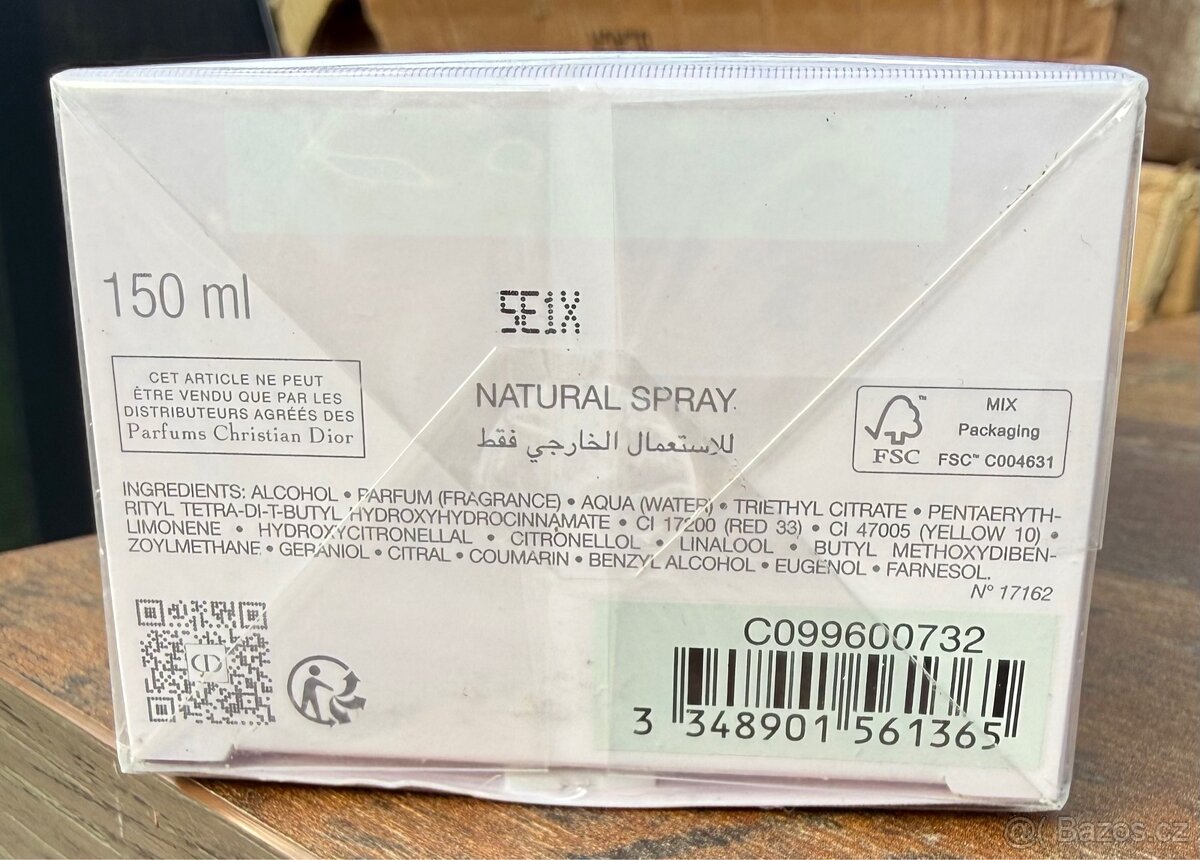 150 ml
5E1X
CET ARTICLE NE PEUT
ÊTRE VENDU QUE PAR LES
DISTRIBUTEURS AGRÉÉS DES
Parfums Christian Dior
NATURAL SPRAY
للاستعمال الخارجي فقط
FSC™
MIX
Packaging
FSC™ C004631
INGREDIENTS: ALCOHOL • PARFUM (FRAGRANCE) • AQUA (WATER) • TRIETHYL CITRATE • PENTAERYTH-
RITYL TETRA-DI-T-BUTYL HYDROXYHYDROCINNAMATE • CI 17200 (RED 33) • CI 47005 (YELLOW 10) •
LIMONENE • HYDROXYCITRONELLAL • CITRONELLOL • LINALOOL • BUTYL METHOXYDIBEN-
ZOYLMETHANE • GERANIOL • CITRAL • COUMARIN • BENZYL ALCOHOL • EUGENOL • FARNESOL.
N° 17162
CD
C099600732
3 348901 561365
@( Bazos.cz